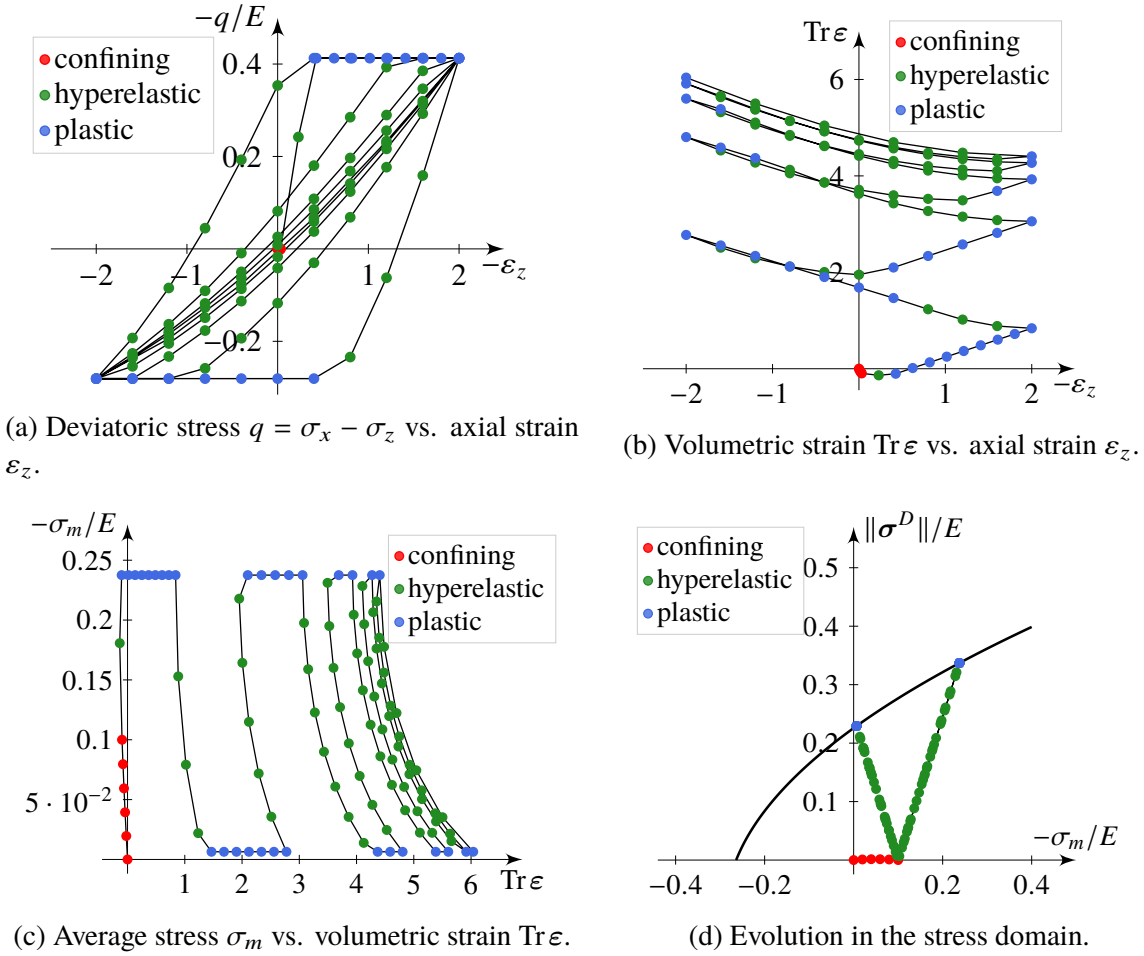 −q/E
confining
hyperelastic
plastic
0.4
0.2
−0.2
−2
−1
1
2
−ε_z
(a) Deviatoric stress q = σ_x − σ_z vs. axial strain
ε_z.
Tr ε
confining
hyperelastic
plastic
6
4
2
−2
−1
1
2
−ε_z
(b) Volumetric strain Tr ε vs. axial strain ε_z.
−σ_m/E
confining
hyperelastic
plastic
0.25
0.2
0.15
0.1
5 · 10⁻²
1
2
3
4
5
6
Tr ε
(c) Average stress σ_m vs. volumetric strain Tr ε.
‖σ^D‖/E
confining
hyperelastic
plastic
0.5
0.4
0.3
0.2
0.1
−σ_m/E
−0.4
−0.2
0.2
0.4
(d) Evolution in the stress domain.